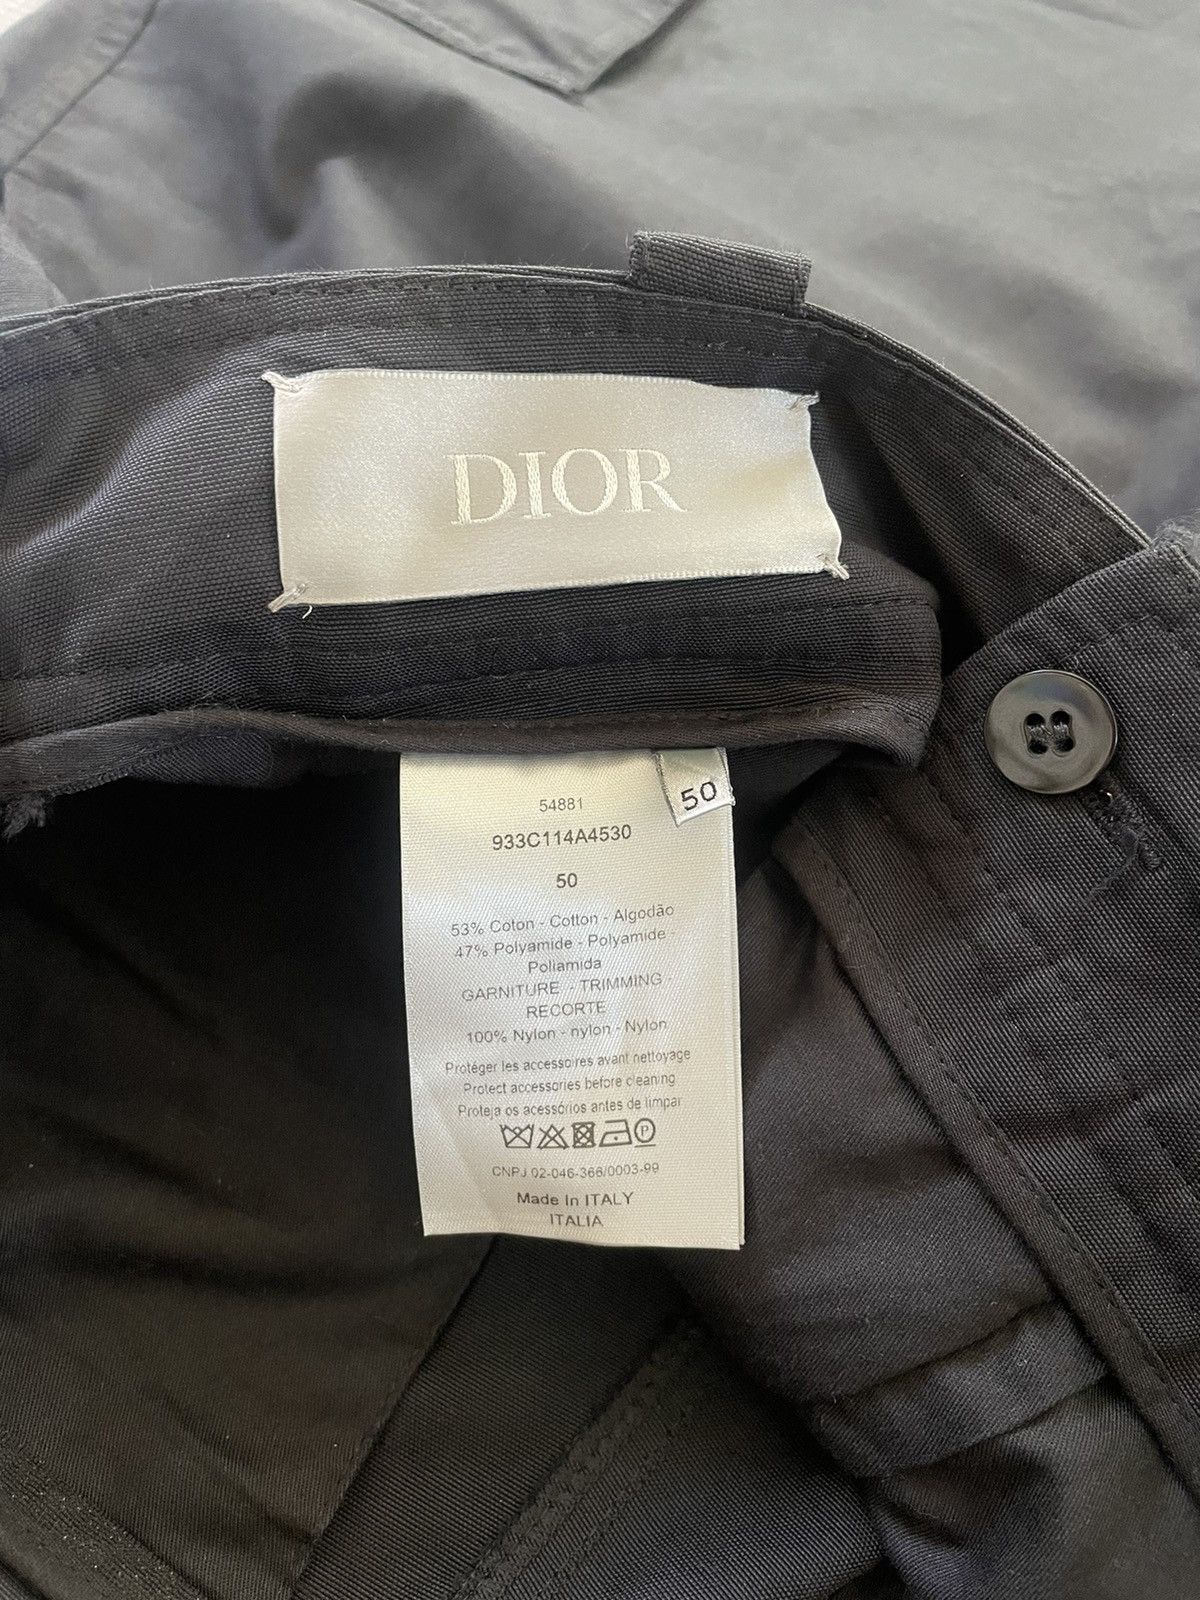 DIOR
50
54881
933C114A4530
50
53% Coton - Cotton - Algodão
47% Polyamide - Polyamide -
Poliamida
GARNITURE - TRIMMING
RECORTE
100% Nylon - nylon - Nylon
Protéger les accessoires avant nettoyage
Protect accessories before cleaning
Proteja os acessórios antes de limpar
P
CNPJ 02-046-366/0003-99
Made In ITALY
ITALIA